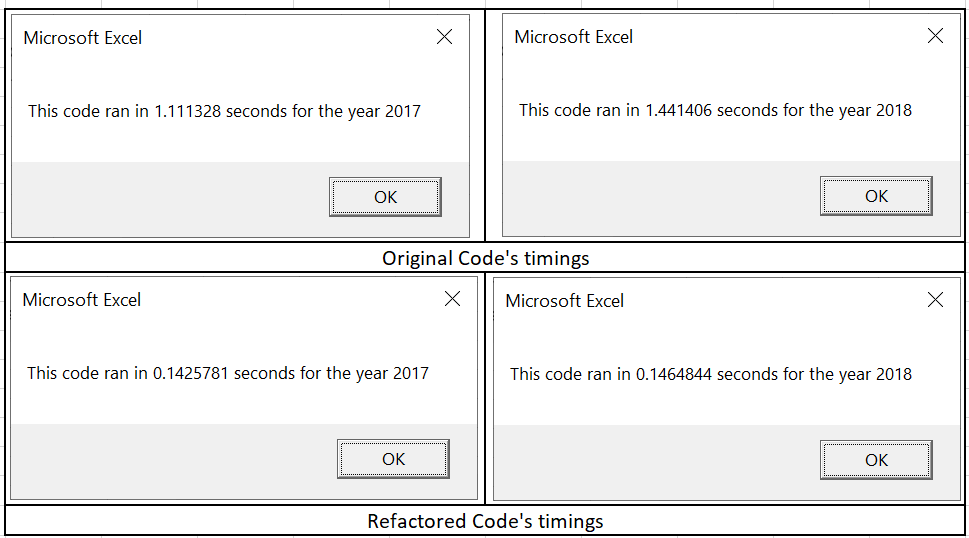 Microsoft Excel
This code ran in 1.111328 seconds for the year 2017
OK
Microsoft Excel
This code ran in 1.441406 seconds for the year 2018
OK
Original Code's timings
Microsoft Excel
This code ran in 0.1425781 seconds for the year 2017
OK
Microsoft Excel
This code ran in 0.1464844 seconds for the year 2018
OK
Refactored Code's timings